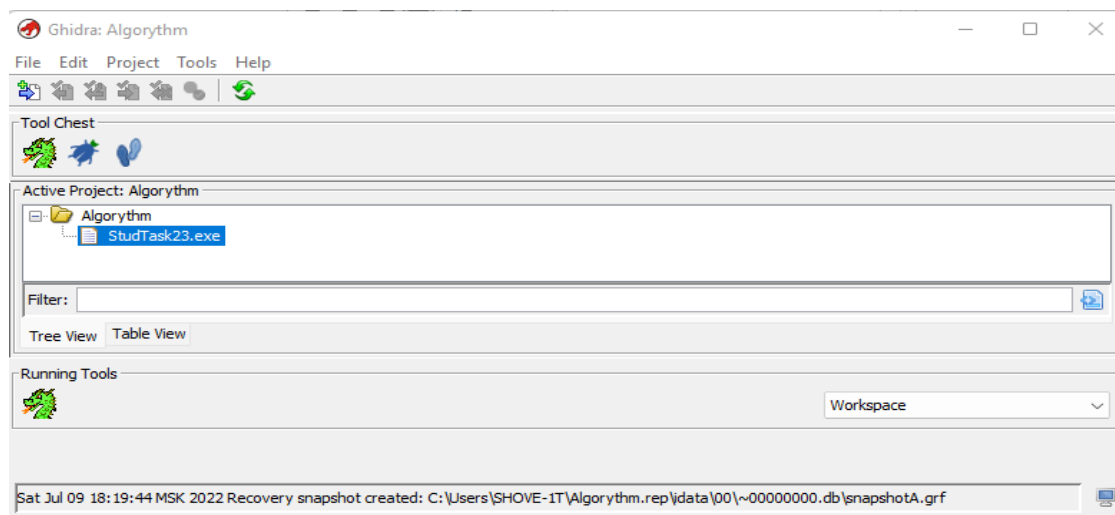 Ghidra: Algorythm
File Edit Project Tools Help
Tool Chest
Active Project: Algorythm
Algorythm
StudTask23.exe
Filter:
Tree View Table View
Running Tools
Workspace
Sat Jul 09 18:19:44 MSK 2022 Recovery snapshot created: C:\Users\SHOVE-1T\Algorythm.rep\idata\00\~00000000.db\snapshotA.grf